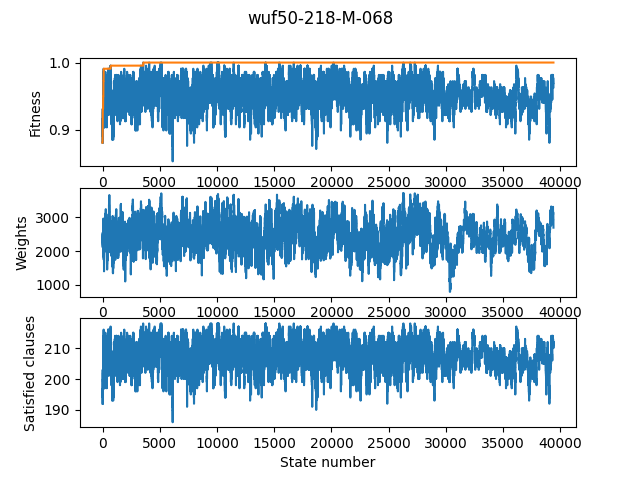 wuf50-218-M-068
1.0
0.9
Fitness
0 5000 10000 15000 20000 25000 30000 35000 40000
3000
2000
1000
Weights
0 5000 10000 15000 20000 25000 30000 35000 40000
210
200
190
Satisfied clauses
0 5000 10000 15000 20000 25000 30000 35000 40000
State number